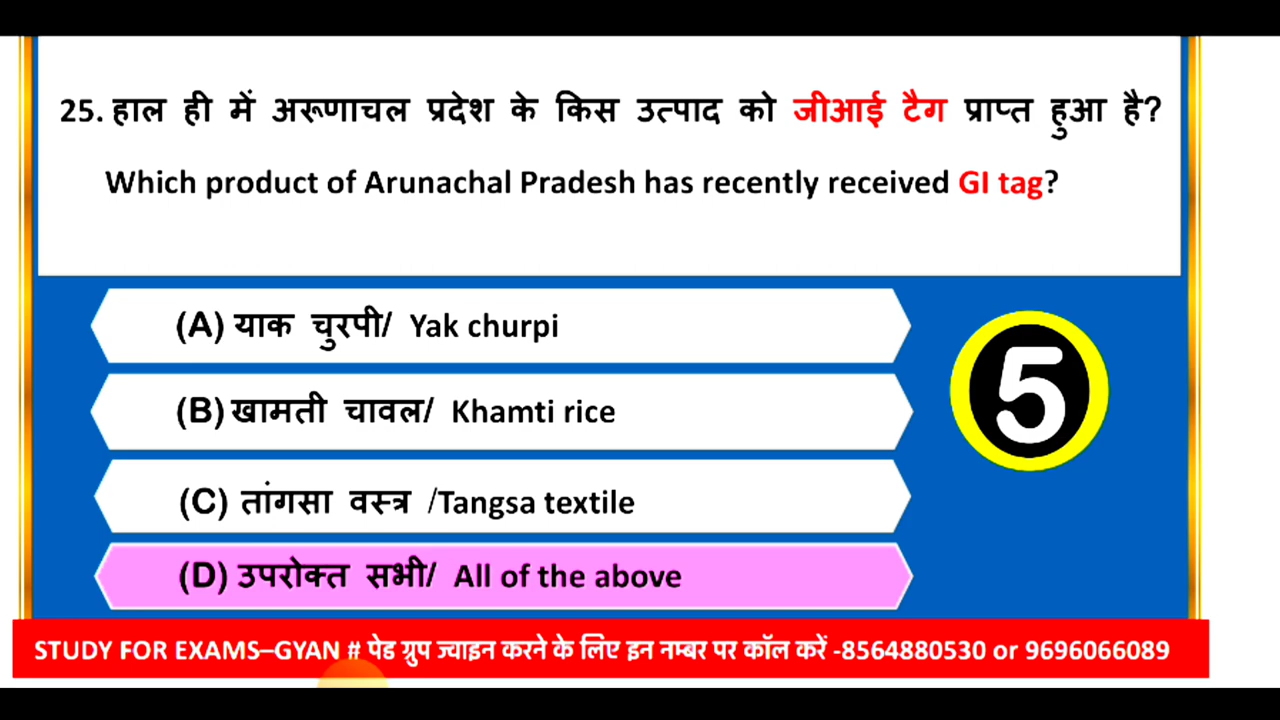 25. हाल ही में अरूणाचल प्रदेश के किस उत्पाद को जीआई टैग प्राप्त हुआ है?
Which product of Arunachal Pradesh has recently received GI tag?
(A) याक चुरपी/ Yak churpi
(B) खामती चावल/ Khamti rice
5
(C) तांगसा वस्त्र /Tangsa textile
(D) उपरोक्त सभी/ All of the above
STUDY FOR EXAMS–GYAN # पेड ग्रुप ज्वाइन करने के लिए इन नम्बर पर कॉल करें -8564880530 or 9696066089